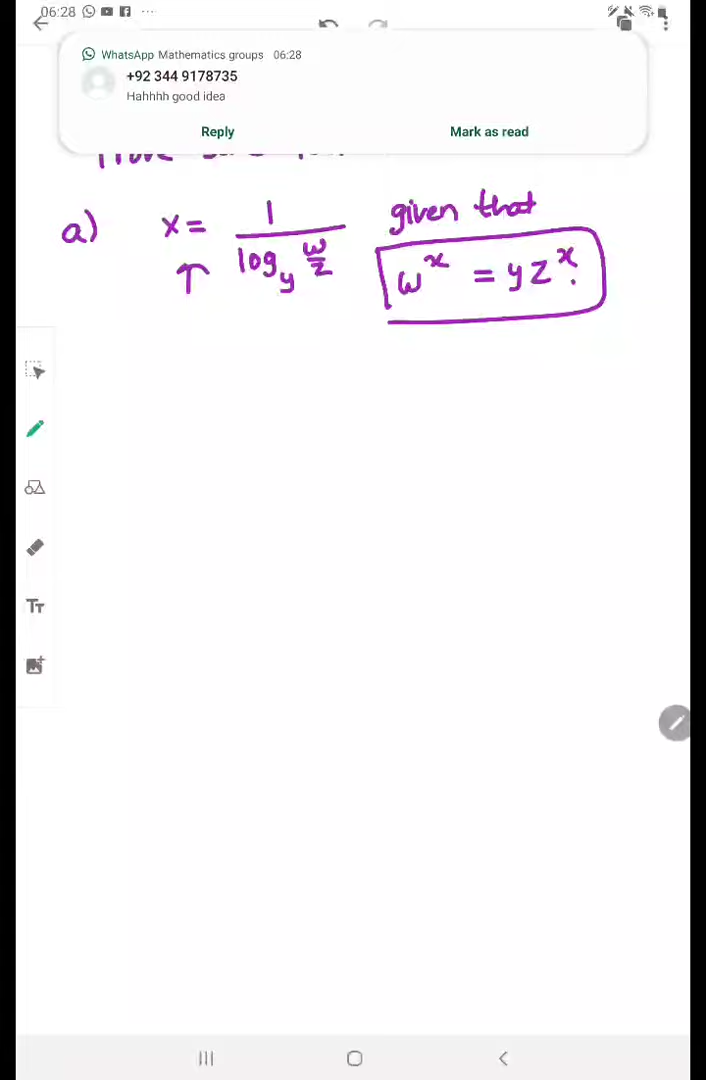 06:28
WhatsApp Mathematics groups 06:28
+92 344 9178735
Hahhhh good idea
Reply Mark as read
a) x = 1 / log_y w/z given that
w^x = y z^x.
Tт